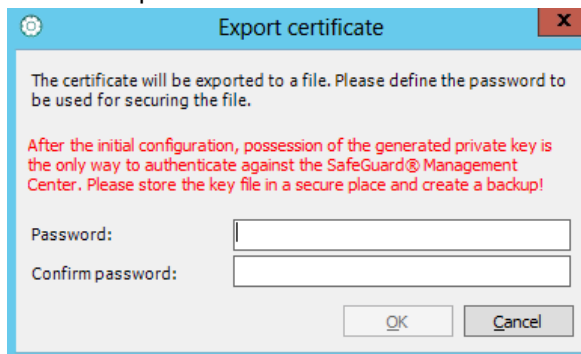 Export certificate
x
The certificate will be exported to a file. Please define the password to
be used for securing the file.
After the initial configuration, possession of the generated private key is
the only way to authenticate against the SafeGuard® Management
Center. Please store the key file in a secure place and create a backup!
Password:
Confirm password:
OK Cancel